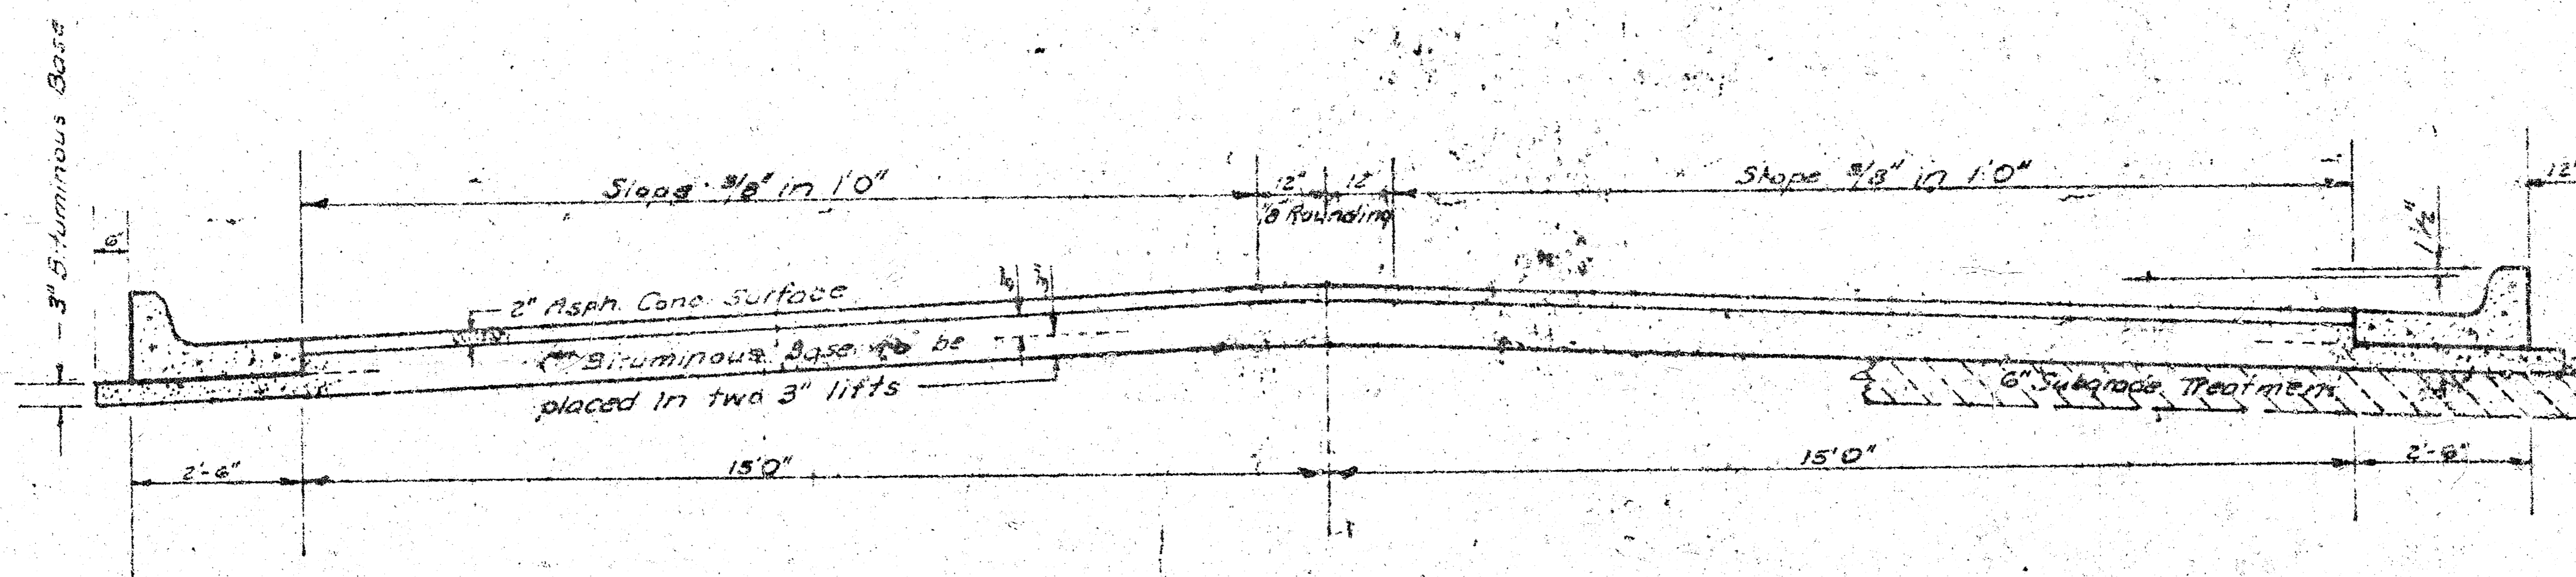 3" Bituminous Base
6"
Slope 3/8" in 1'0"
12" 12"
Rounding
Slope 3/8" in 1'0"
12"
1 1/2"
2" Asph. Conc. Surface
3" 3"
Bituminous Base to be
placed in two 3" lifts
6" Subgrade Treatment
2'-6"
15'0"
15'0"
2'-6"